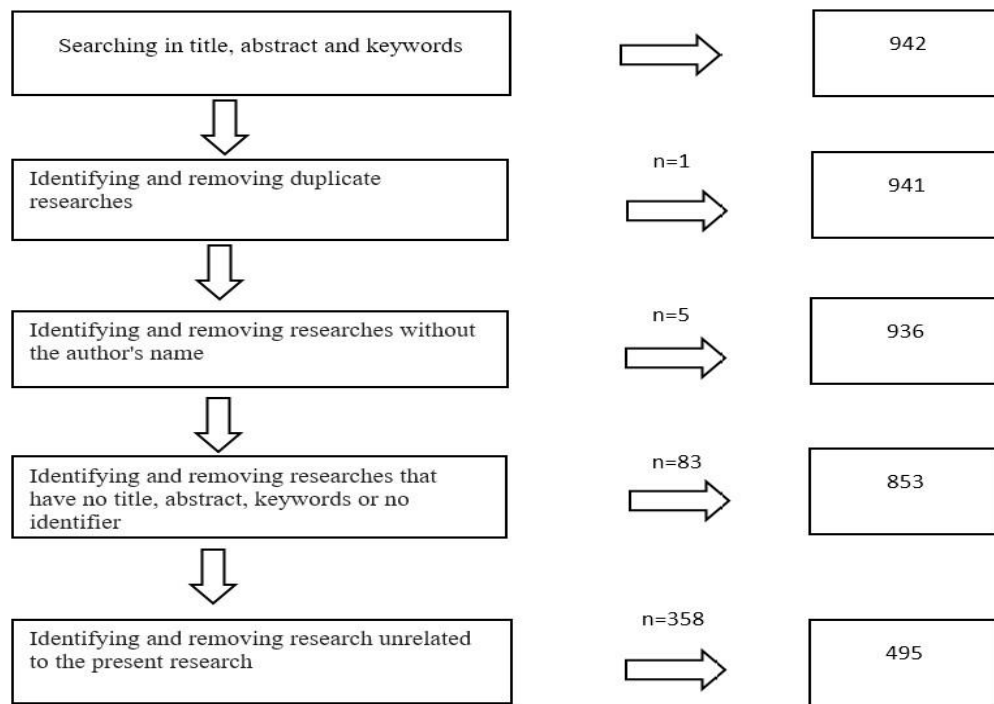 Searching in title, abstract and keywords
942
Identifying and removing duplicate
researches
n=1
941
Identifying and removing researches without
the author's name
n=5
936
Identifying and removing researches that
have no title, abstract, keywords or no
identifier
n=83
853
Identifying and removing research unrelated
to the present research
n=358
495